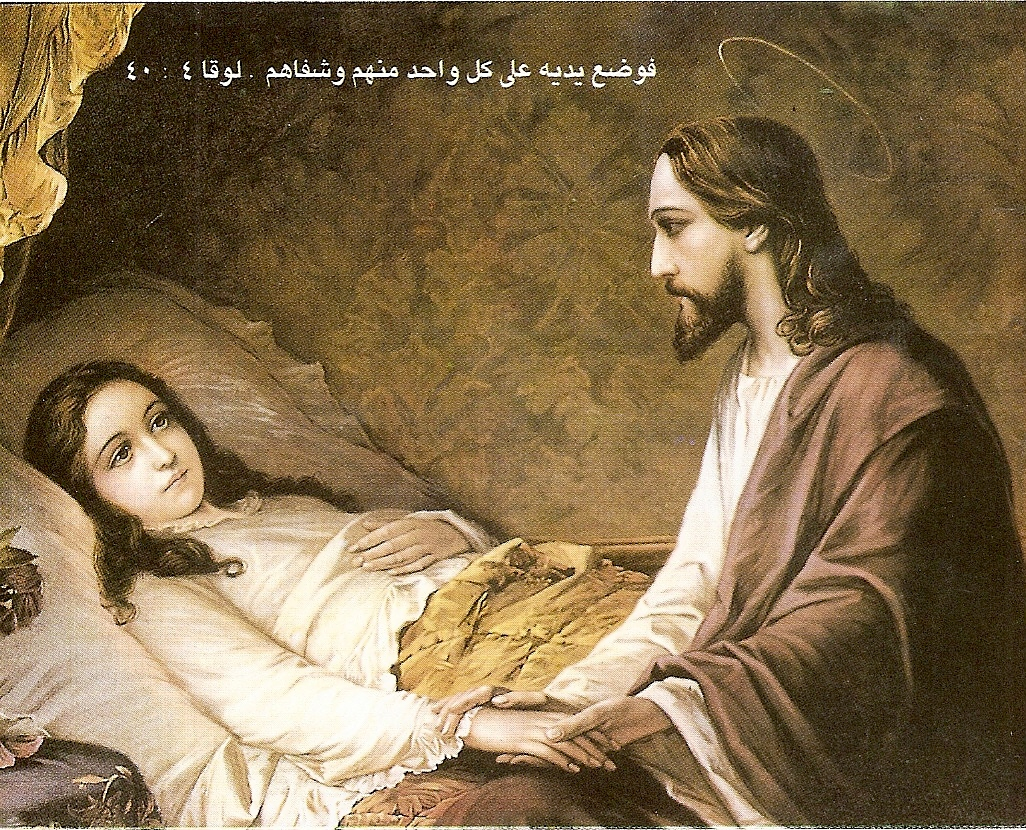 فوضع يديه على كل واحد منهم وشفاهم . لوقا ٤ : ٤٠